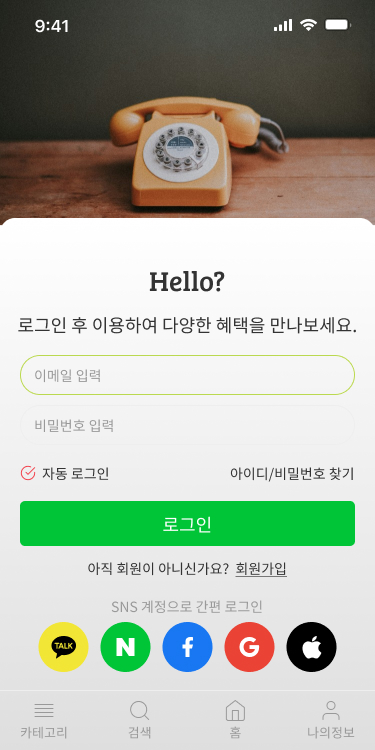 9:41
Hello?
로그인 후 이용하여 다양한 혜택을 만나보세요.
이메일 입력
비밀번호 입력
자동 로그인 아이디/비밀번호 찾기
로그인
아직 회원이 아니신가요? 회원가입
SNS 계정으로 간편 로그인
TALK N f G
카테고리 검색 홈 나의정보